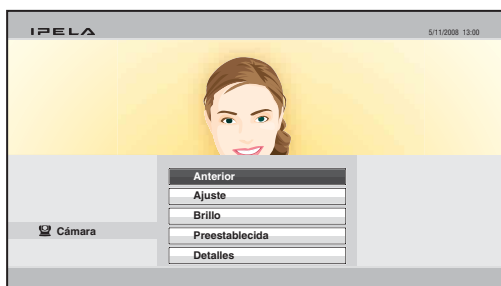 IPELA
5/11/2008 13:00
Anterior
Ajuste
Brillo
Cámara
Preestablecida
Detalles